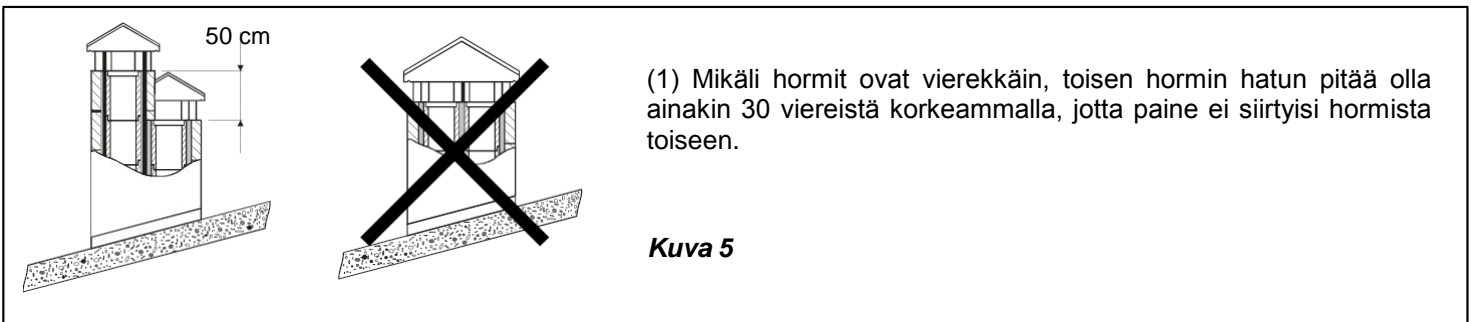 50 cm
(1) Mikäli hormit ovat vierekkäin, toisen hormin hatun pitää olla
ainakin 30 viereistä korkeammalla, jotta paine ei siirtyisi hormista
toiseen.
Kuva 5